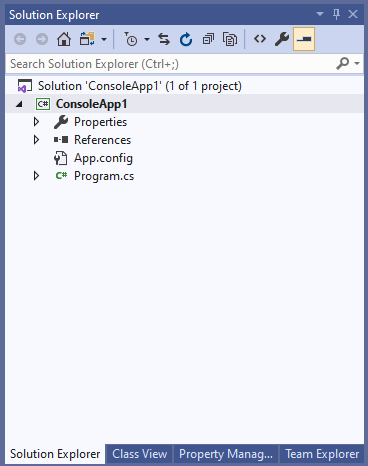 Solution Explorer
Search Solution Explorer (Ctrl+;)
Solution 'ConsoleApp1' (1 of 1 project)
C# ConsoleApp1
Properties
References
App.config
C# Program.cs
Solution Explorer Class View Property Manag... Team Explorer